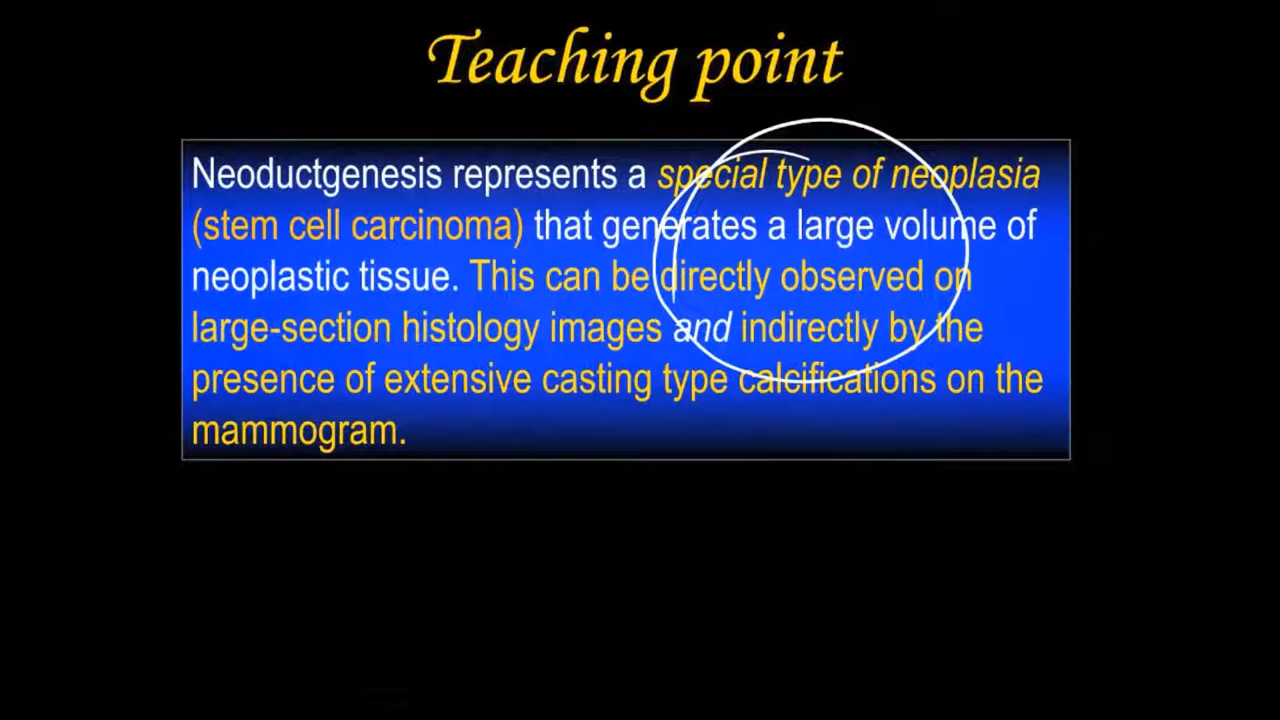 Teaching point
Neoductgenesis represents a special type of neoplasia
(stem cell carcinoma) that generates a large volume of
neoplastic tissue. This can be directly observed on
large-section histology images and indirectly by the
presence of extensive casting type calcifications on the
mammogram.